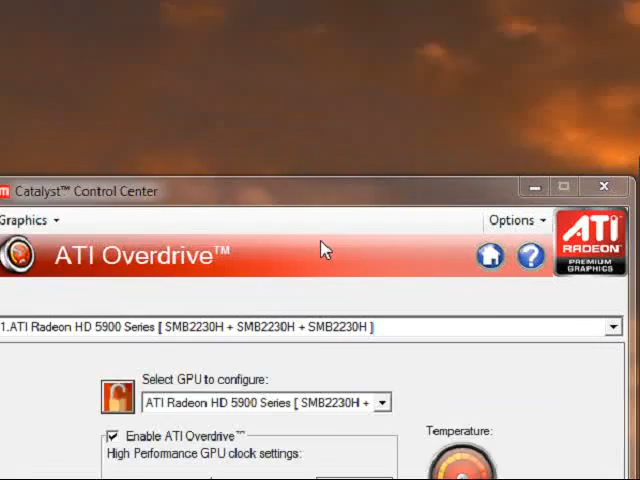 m Catalyst™ Control Center
Graphics
Options
ATI
RADEON
PREMIUM
GRAPHICS
ATI Overdrive™
?
1.ATI Radeon HD 5900 Series [ SMB2230H + SMB2230H + SMB2230H ]
Select GPU to configure:
ATI Radeon HD 5900 Series [ SMB2230H +
Enable ATI Overdrive™
Temperature:
High Performance GPU clock settings: